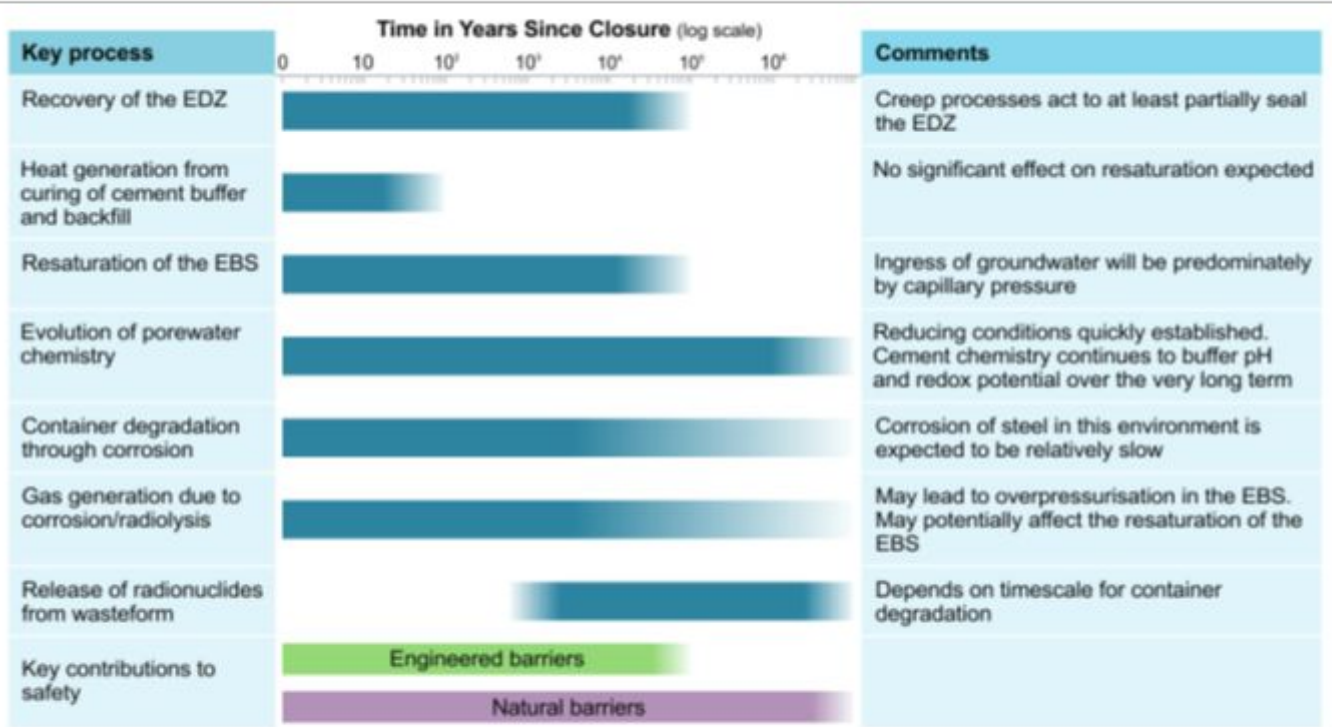 Time in Years Since Closure (log scale)
Key process
0 10 10² 10³ 10⁴ 10⁵ 10⁶
Comments
Recovery of the EDZ
Creep processes act to at least partially seal
the EDZ
Heat generation from
curing of cement buffer
and backfill
No significant effect on resaturation expected
Resaturation of the EBS
Ingress of groundwater will be predominately
by capillary pressure
Evolution of porewater
chemistry
Reducing conditions quickly established.
Cement chemistry continues to buffer pH
and redox potential over the very long term
Container degradation
through corrosion
Corrosion of steel in this environment is
expected to be relatively slow
Gas generation due to
corrosion/radiolysis
May lead to overpressurisation in the EBS.
May potentially affect the resaturation of the
EBS
Release of radionuclides
from wasteform
Depends on timescale for container
degradation
Key contributions to
safety
Engineered barriers
Natural barriers